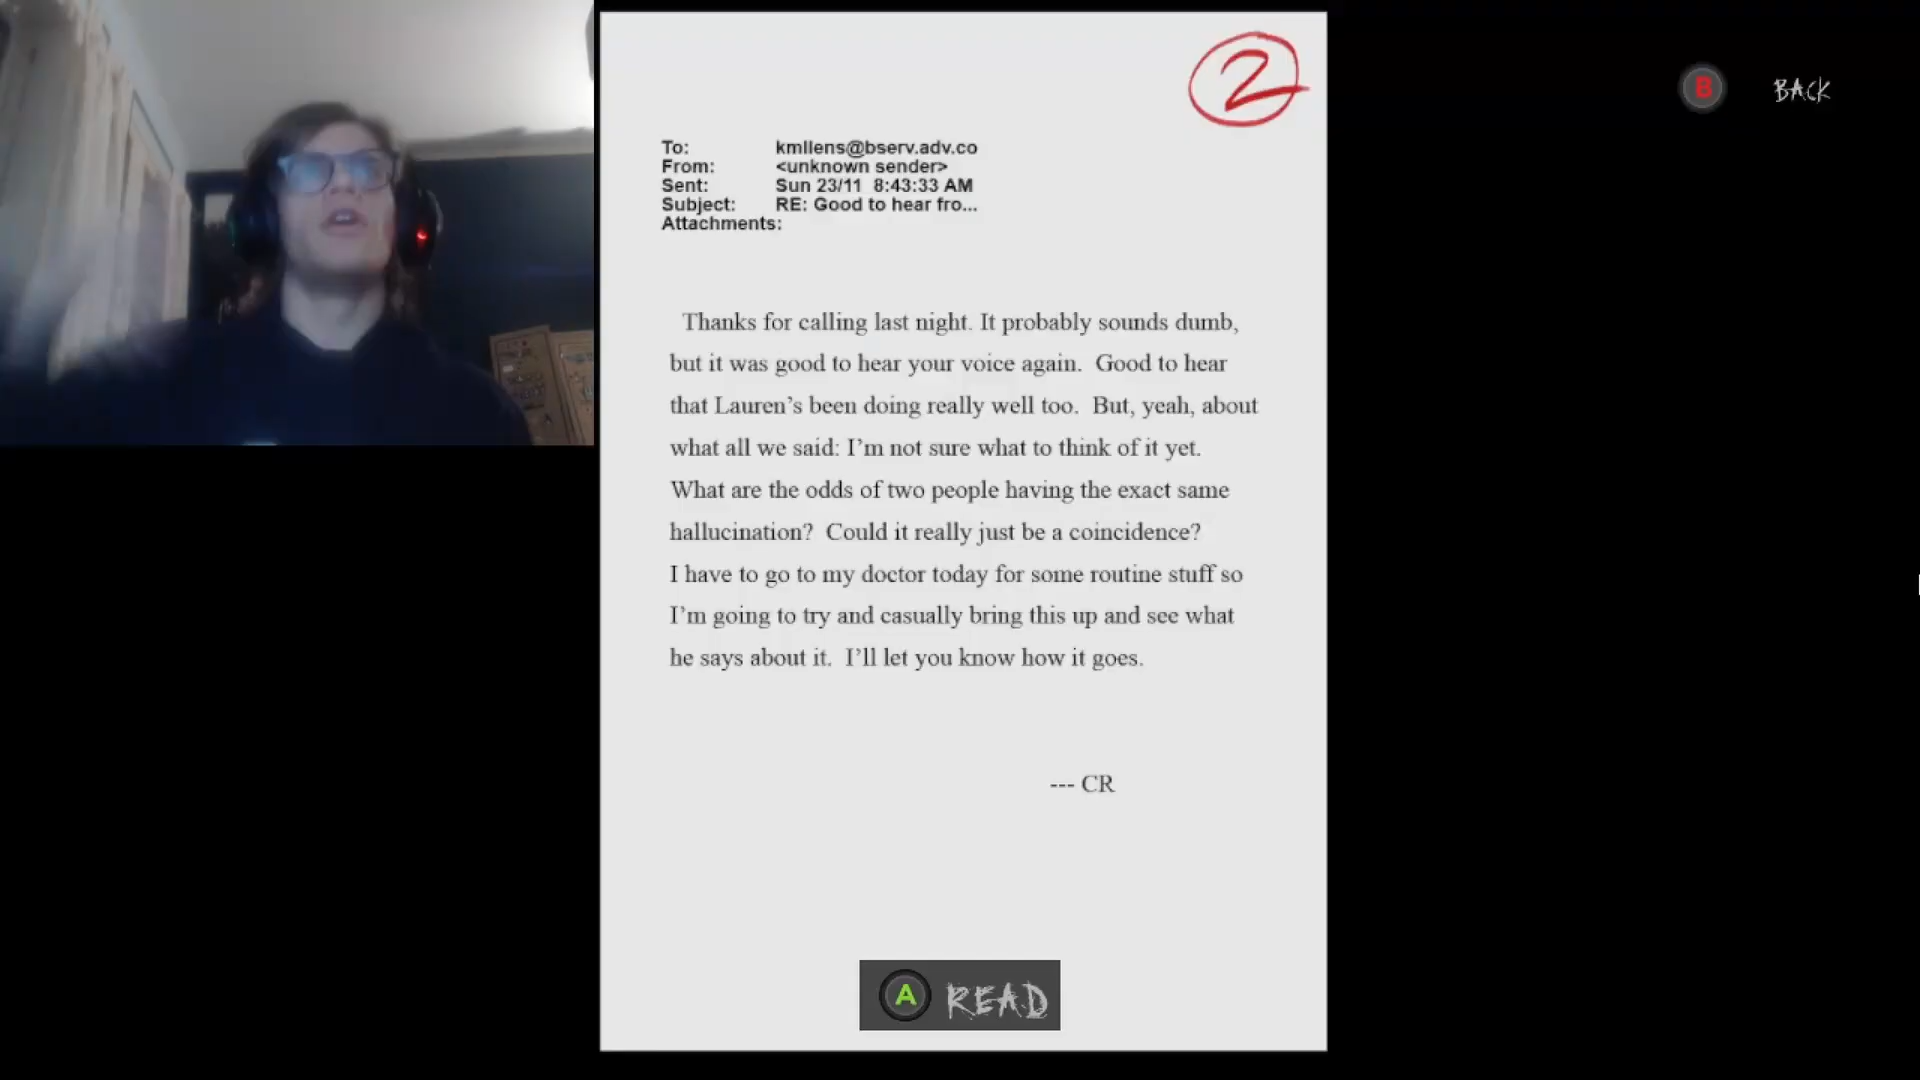 2
B BACK
To: kmllens@bserv.adv.co
From: <unknown sender>
Sent: Sun 23/11 8:43:33 AM
Subject: RE: Good to hear fro...
Attachments:
Thanks for calling last night. It probably sounds dumb,
but it was good to hear your voice again. Good to hear
that Lauren's been doing really well too. But, yeah, about
what all we said: I'm not sure what to think of it yet.
What are the odds of two people having the exact same
hallucination? Could it really just be a coincidence?
I have to go to my doctor today for some routine stuff so
I'm going to try and casually bring this up and see what
he says about it. I'll let you know how it goes.
--- CR
A READ